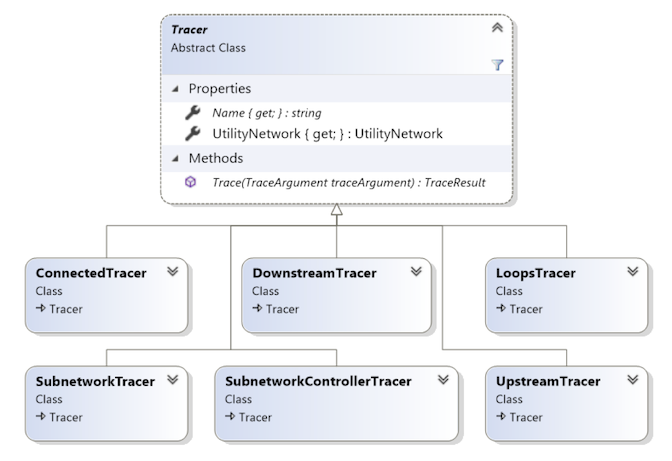 Tracer
Abstract Class
Properties
Name { get; } : string
UtilityNetwork { get; } : UtilityNetwork
Methods
Trace(TraceArgument traceArgument) : TraceResult
ConnectedTracer
Class
Tracer
DownstreamTracer
Class
Tracer
LoopsTracer
Class
Tracer
SubnetworkTracer
Class
Tracer
SubnetworkControllerTracer
Class
Tracer
UpstreamTracer
Class
Tracer